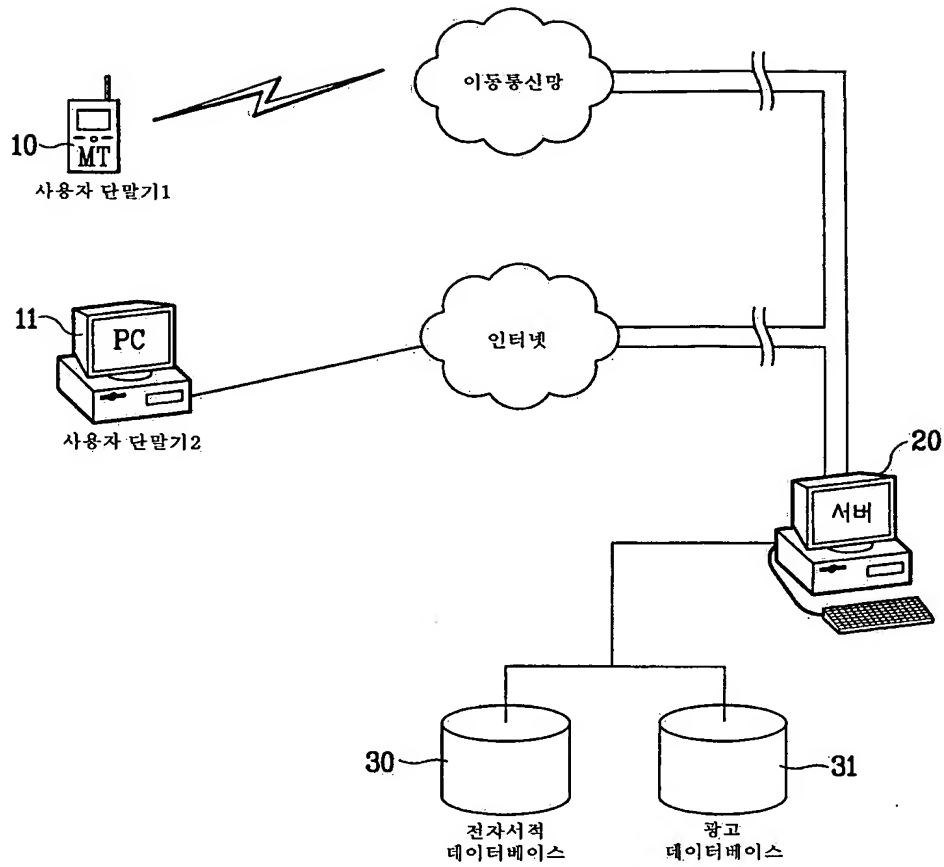 이동통신망
10
MT
사용자 단말기1
11
PC
인터넷
사용자 단말기2
20
서버
30
31
전자서적
데이터베이스
광고
데이터베이스